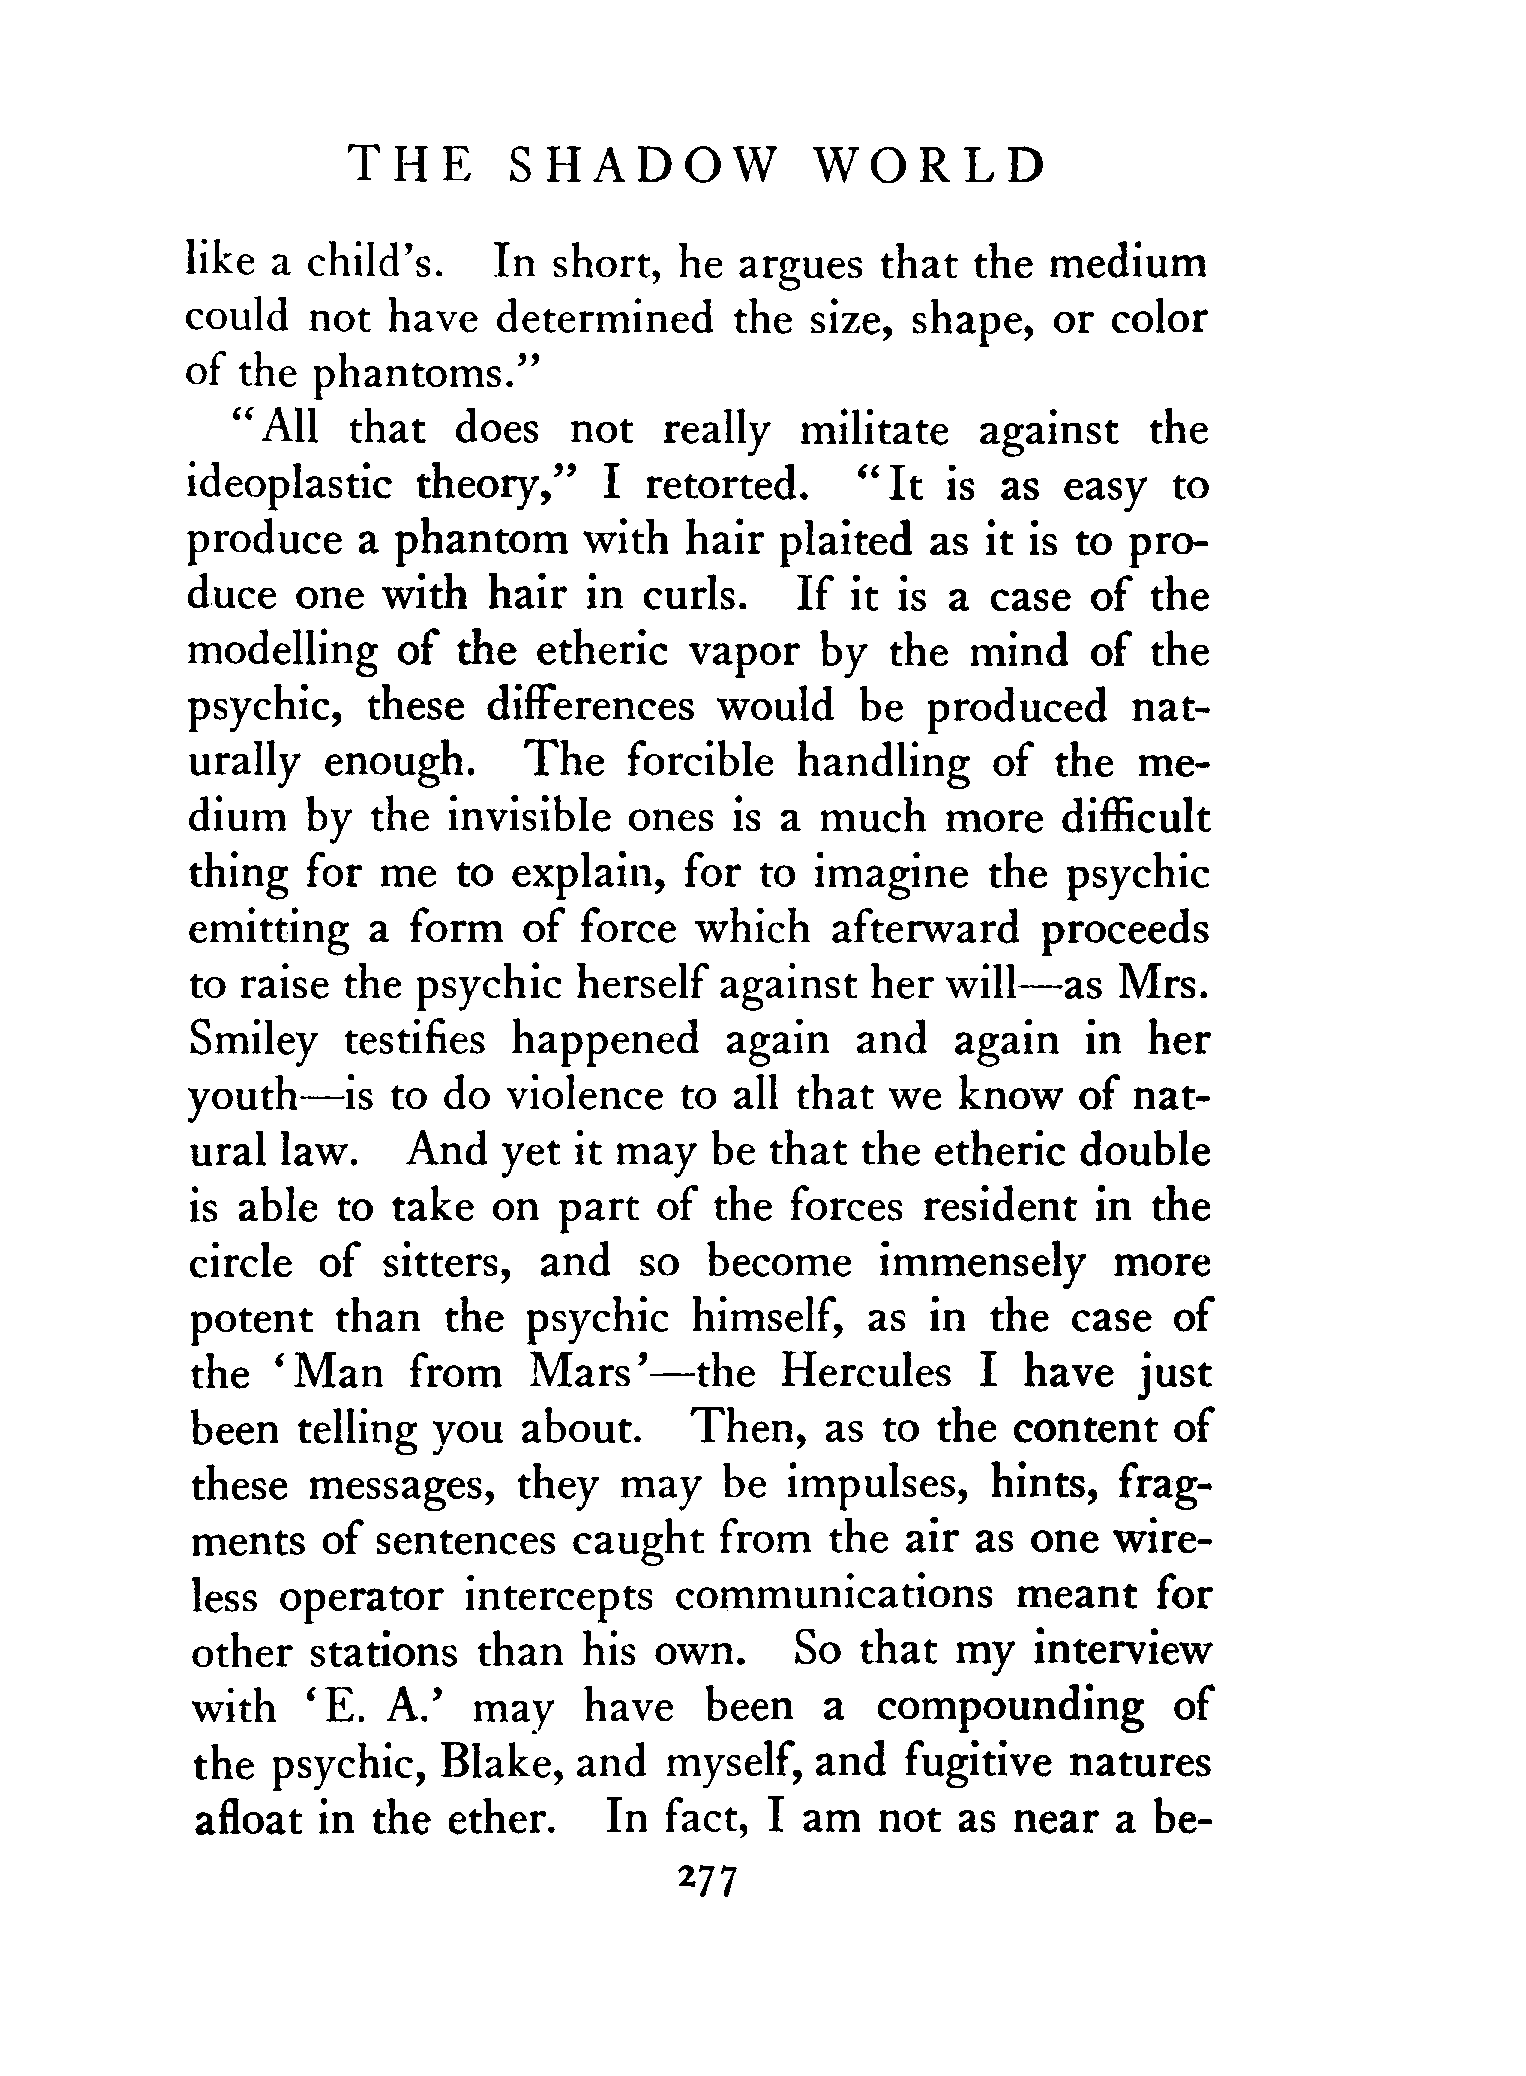 THE SHADOW WORLD
like a child's. In short, he argues that the medium
could not have determined the size, shape, or color
of the phantoms."
"All that does not really militate against the
ideoplastic theory," I retorted. "It is as easy to
produce a phantom with hair plaited as it is to pro-
duce one with hair in curls. If it is a case of the
modelling of the etheric vapor by the mind of the
psychic, these differences would be produced nat-
urally enough. The forcible handling of the me-
dium by the invisible ones is a much more difficult
thing for me to explain, for to imagine the psychic
emitting a form of force which afterward proceeds
to raise the psychic herself against her will—as Mrs.
Smiley testifies happened again and again in her
youth—is to do violence to all that we know of nat-
ural law. And yet it may be that the etheric double
is able to take on part of the forces resident in the
circle of sitters, and so become immensely more
potent than the psychic himself, as in the case of
the 'Man from Mars'—the Hercules I have just
been telling you about. Then, as to the content of
these messages, they may be impulses, hints, frag-
ments of sentences caught from the air as one wire-
less operator intercepts communications meant for
other stations than his own. So that my interview
with 'E. A.' may have been a compounding of
the psychic, Blake, and myself, and fugitive natures
afloat in the ether. In fact, I am not as near a be-
277